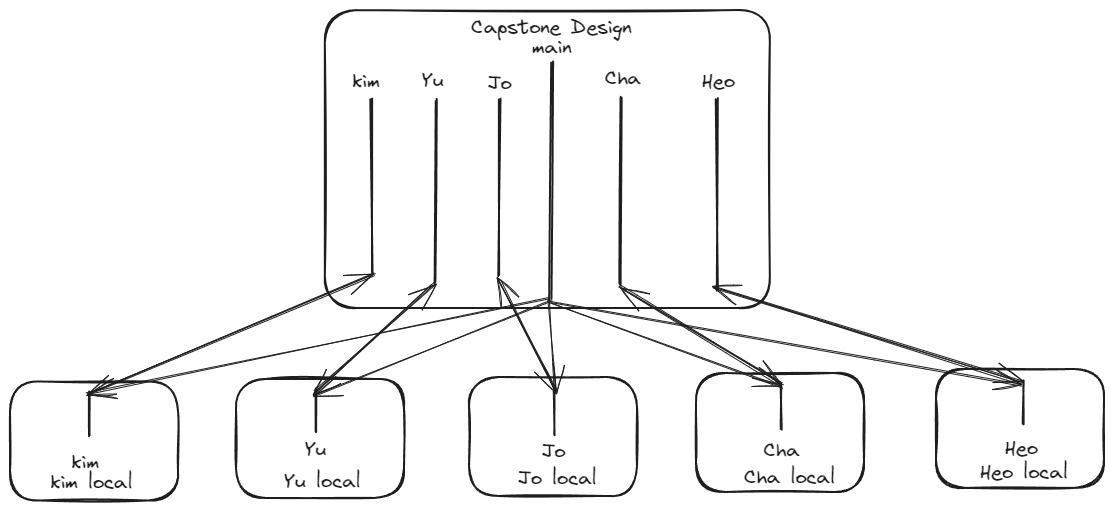 Capstone Design
main
kim
Yu
Jo
Cha
Heo
kim
kim local
Yu
Yu local
Jo
Jo local
Cha
Cha local
Heo
Heo local